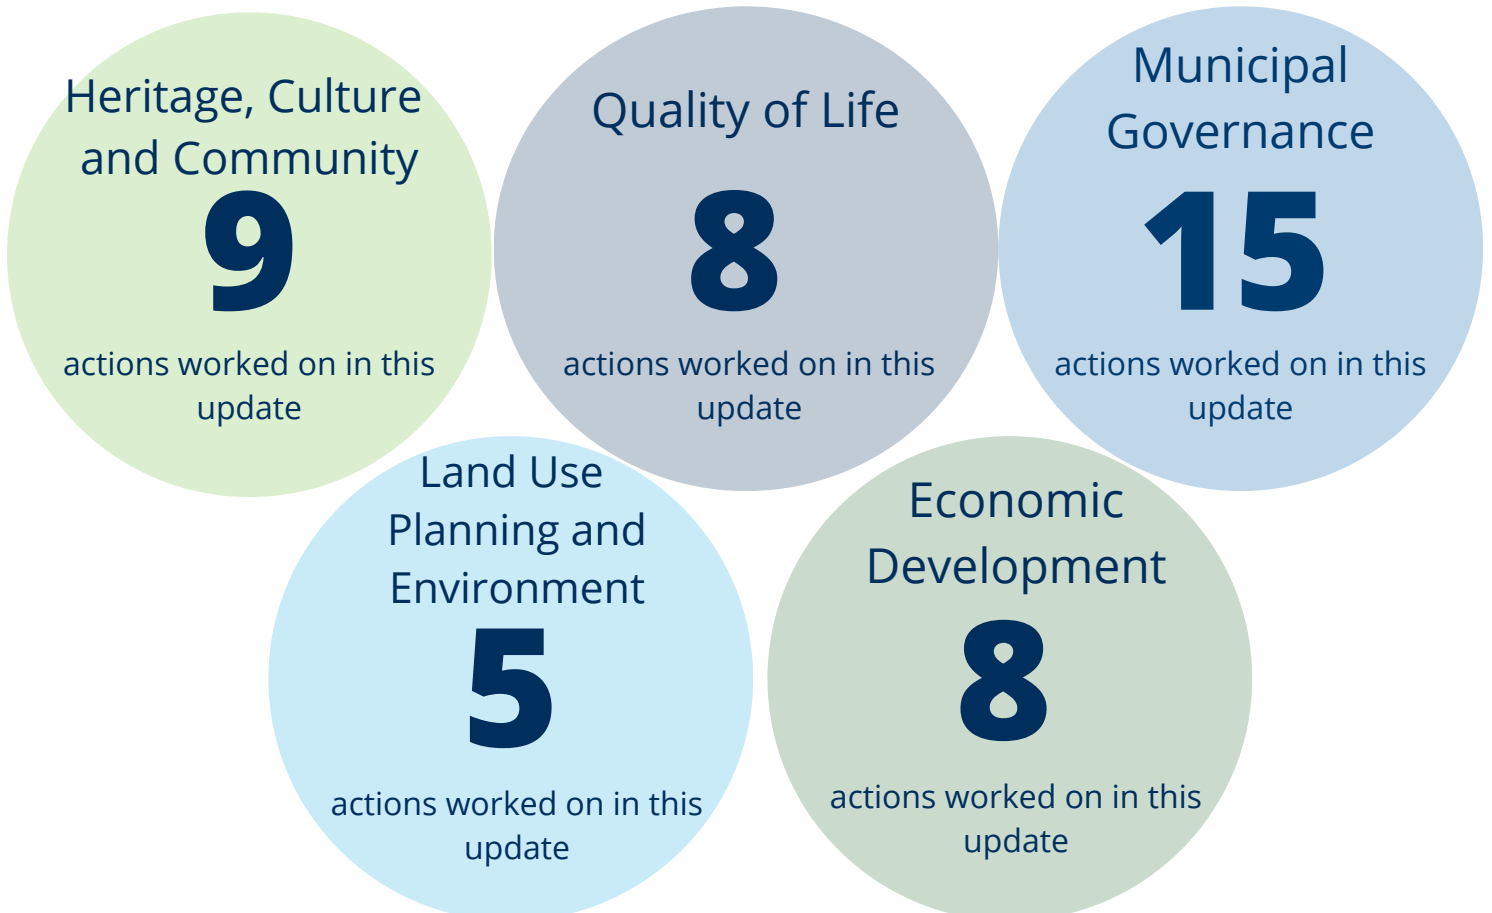 Heritage, Culture
and Community
9
actions worked on in this
update
Quality of Life
8
actions worked on in this
update
Municipal
Governance
15
actions worked on in this
update
Land Use
Planning and
Environment
5
actions worked on in this
update
Economic
Development
8
actions worked on in this
update